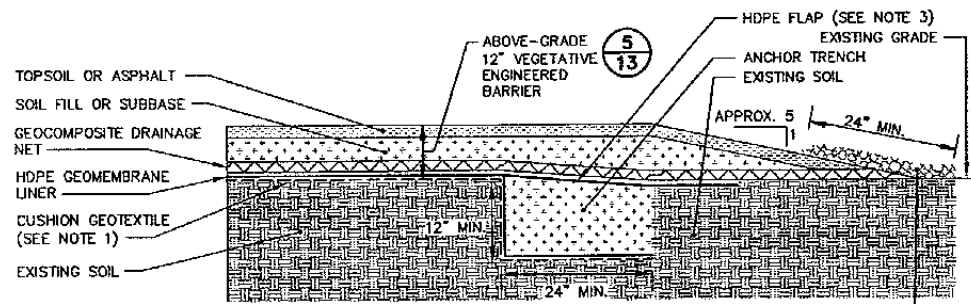 HDPE FLAP (SEE NOTE 3)
EXISTING GRADE
ABOVE-GRADE
12" VEGETATIVE
ENGINEERED
BARRIER
5
13
ANCHOR TRENCH
EXISTING SOIL
TOPSOIL OR ASPHALT
SOIL FILL OR SUBBASE
GEOCOMPOSITE DRAINAGE
NET
HDPE GEOMEMBRANE
LINER
CUSHION GEOTEXTILE
(SEE NOTE 1)
EXISTING SOIL
APPROX. 5
1
24" MIN.
12" MIN.
24" MIN.